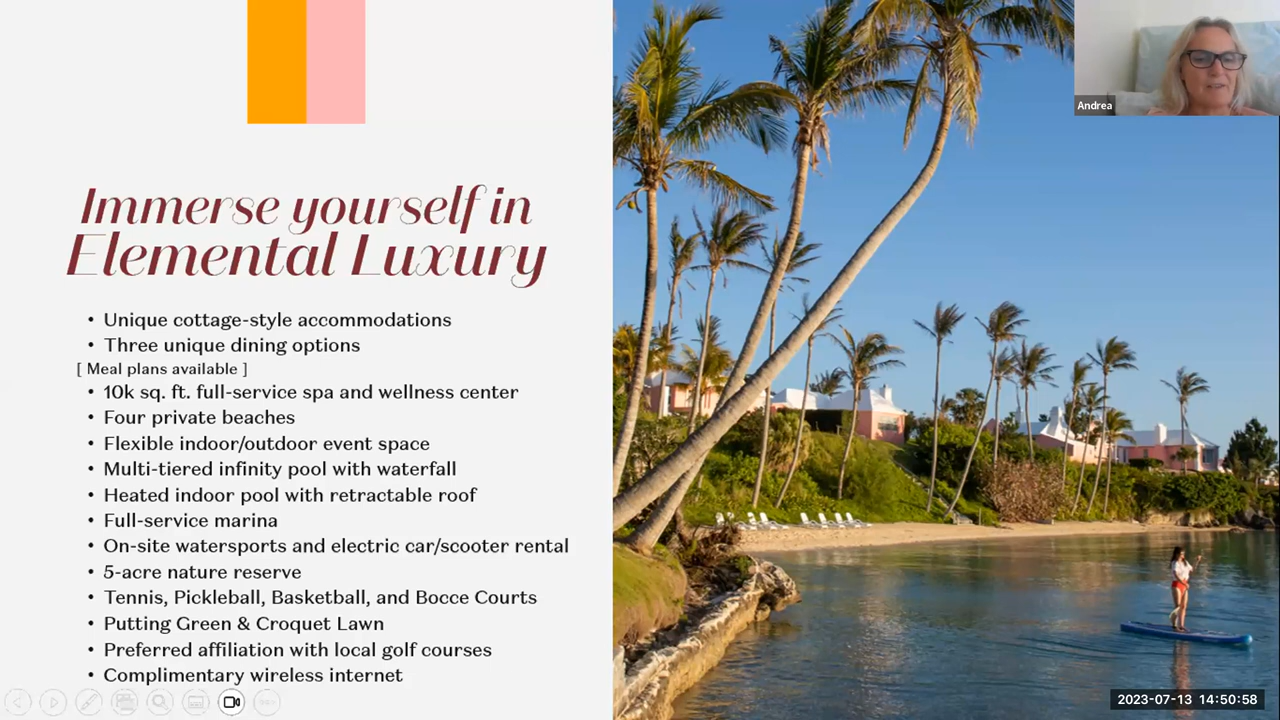 Andrea
Immerse yourself in
Elemental Luxury
• Unique cottage-style accommodations
• Three unique dining options
[ Meal plans available ]
• 10k sq. ft. full-service spa and wellness center
• Four private beaches
• Flexible indoor/outdoor event space
• Multi-tiered infinity pool with waterfall
• Heated indoor pool with retractable roof
• Full-service marina
• On-site watersports and electric car/scooter rental
• 5-acre nature reserve
• Tennis, Pickleball, Basketball, and Bocce Courts
• Putting Green & Croquet Lawn
• Preferred affiliation with local golf courses
• Complimentary wireless internet
2023-07-13 14:50:58